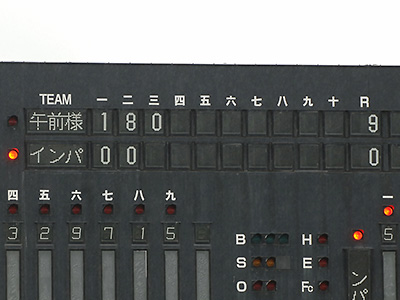 TEAM 一 二 三 四 五 六 七 八 九 十 R
午前様 1 8 0 9
インパ 0 0 0
四 五 六 七 八 九 一
3 2 9 7 1 5 5
B H
S E
O Fc
ンパ